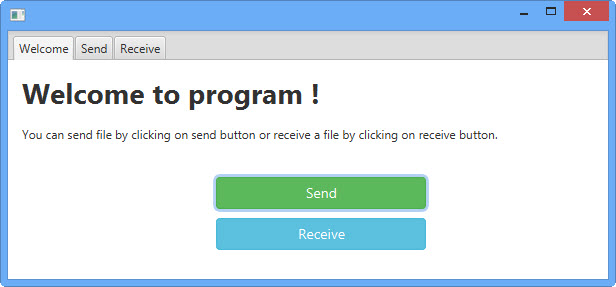 Welcome Send Receive
Welcome to program !
You can send file by clicking on send button or receive a file by clicking on receive button.
Send
Receive